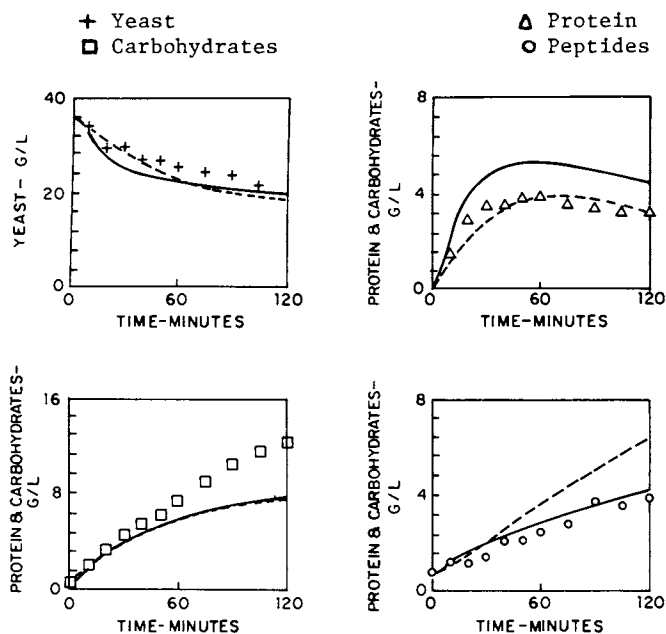 + Yeast
□ Carbohydrates
△ Protein
○ Peptides
YEAST - G/L
40
20
0
0 60 120
TIME-MINUTES
PROTEIN & CARBOHYDRATES-
G/L
8
4
0
0 60 120
TIME-MINUTES
PROTEIN & CARBOHYDRATES-
G/L
16
8
0
0 60 120
TIME-MINUTES
PROTEIN & CARBOHYDRATES-
G/L
8
4
0
0 60 120
TIME-MINUTES